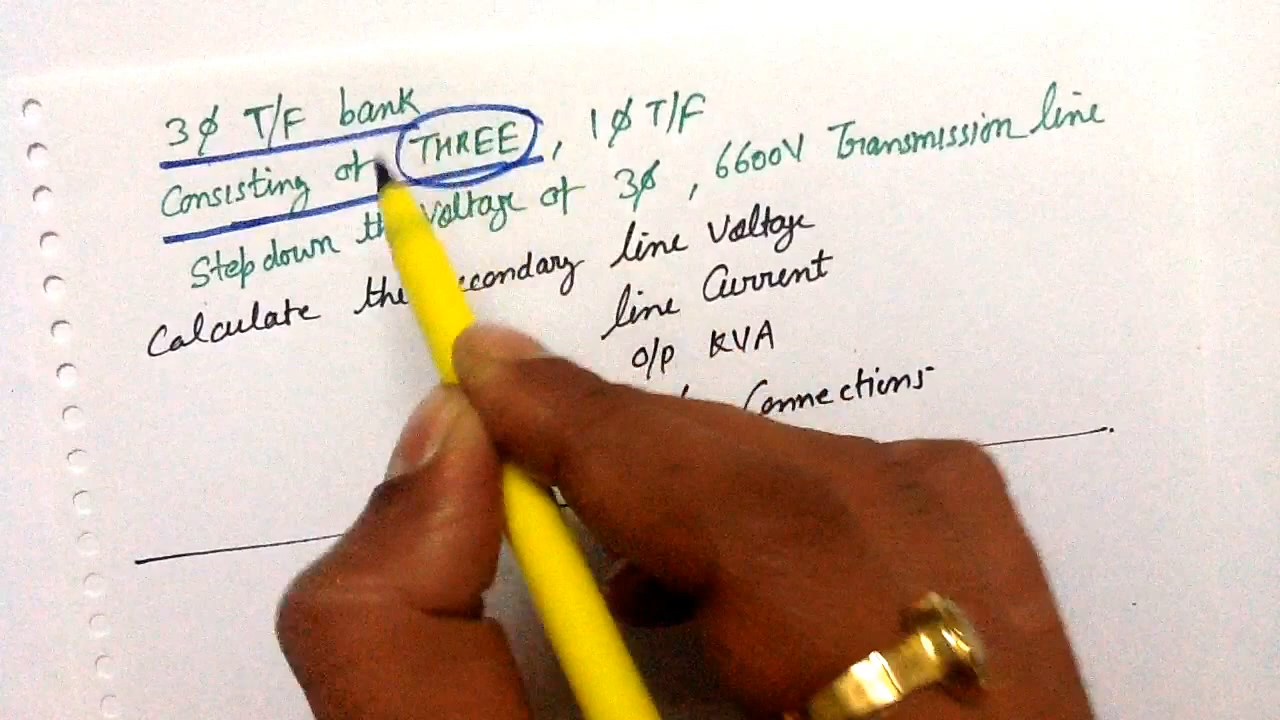 3ϕ T/F bank
Consisting of THREE, 1ϕ T/F
Step down the voltage of 3ϕ, 6600V Transmission line
Calculate the secondary line voltage
line Current
O/P KVA
Connections